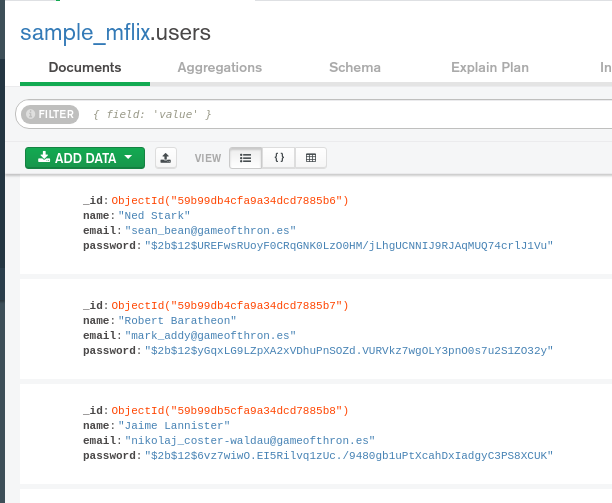 sample_mflix.users
Documents Aggregations Schema Explain Plan In
FILTER { field: 'value' }
ADD DATA VIEW { }
_id: ObjectId("59b99db4cfa9a34dcd7885b6")
name: "Ned Stark"
email: "sean_bean@gameofthron.es"
password: "$2b$12$UREFwsRUoyF0CRqGNK0LzO0HM/jLhgUCNNIJ9RJAqMUQ74crlJ1Vu"
_id: ObjectId("59b99db4cfa9a34dcd7885b7")
name: "Robert Baratheon"
email: "mark_addy@gameofthron.es"
password: "$2b$12$yGqxLG9LZpXA2xVDhuPnSOZd.VURVkz7wgOLY3pnO0s7u2S1ZO32y"
_id: ObjectId("59b99db5cfa9a34dcd7885b8")
name: "Jaime Lannister"
email: "nikolaj_coster-waldau@gameofthron.es"
password: "$2b$12$6vz7wiwO.EI5Rilvq1zUc./9480gb1uPtXcahDxIadgyC3PS8XCUK"